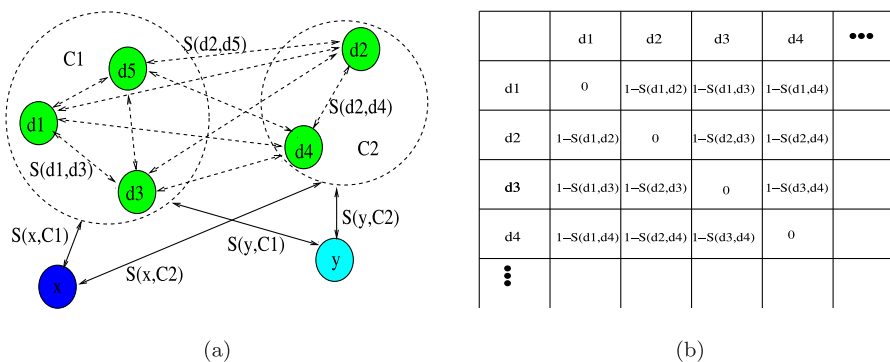 S(d2,d5)
d2
C1
d5
d1
S(d2,d4)
d4
C2
S(d1,d3)
d3
S(x,C1)
S(y,C1)
S(y,C2)
S(x,C2)
x
y
(a)
d1 d2 d3 d4 •••
d1 0 1−S(d1,d2) 1−S(d1,d3) 1−S(d1,d4)
d2 1−S(d1,d2) 0 1−S(d2,d3) 1−S(d2,d4)
d3 1−S(d1,d3) 1−S(d2,d3) 0 1−S(d3,d4)
d4 1−S(d1,d4) 1−S(d2,d4) 1−S(d3,d4) 0
(b)